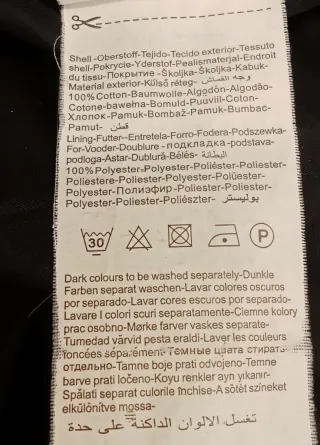 Shell-Oberstoff-Tejido-Tecido exterior-Tessuto
shell-Pokrycie-Yderstof-Pealismaterjal-Endroit
du tissu-Покрытие-Školjka-Školjka-Kabuk-
Material exterior-Külső réteg- وجه القماش
100%Cotton-Baumwolle-Algodón-Algodão-
Cotone-bawełna-Bomuld-Puuvill-Coton-
Хлопок-Pamuk-Bombaž-Pamuk-Bumbac-
Pamut- قطن
Lining-Futter-Entretela-Forro-Fodera-Podszewka-
For-Vooder-Doublure-подкладка-podstava-
podloga-Astar-Dublură-Bélés- البطانة
100%Polyester-Polyester-Poliéster-Poliester-
Poliestere-Poliester-Polyester-Polüester-
Polyester-Полиэфир-Poliester-Poliester-
Polyester-Poliester-Poliészter- بوليستر
30 P
Dark colours to be washed separately-Dunkle
Farben separat waschen-Lavar colores oscuros
por separado-Lavar cores escuros por separado-
Lavare I colori scuri separatamente-Ciemne kolory
prac osobno-Mørke farver vaskes separate-
Tumedad värvid pesta eraldi-Laver les couleurs
foncées séparément-Темные цвета стирать
отдельно-Tamne boje prati odvojeno-Temne
barve prati ločeno-Koyu renkler ayrı yıkanır-
Spălati separat culorile închise-A sötét színeket
elkülönítve mossa-
تغسل الالوان الداكنة على حدة